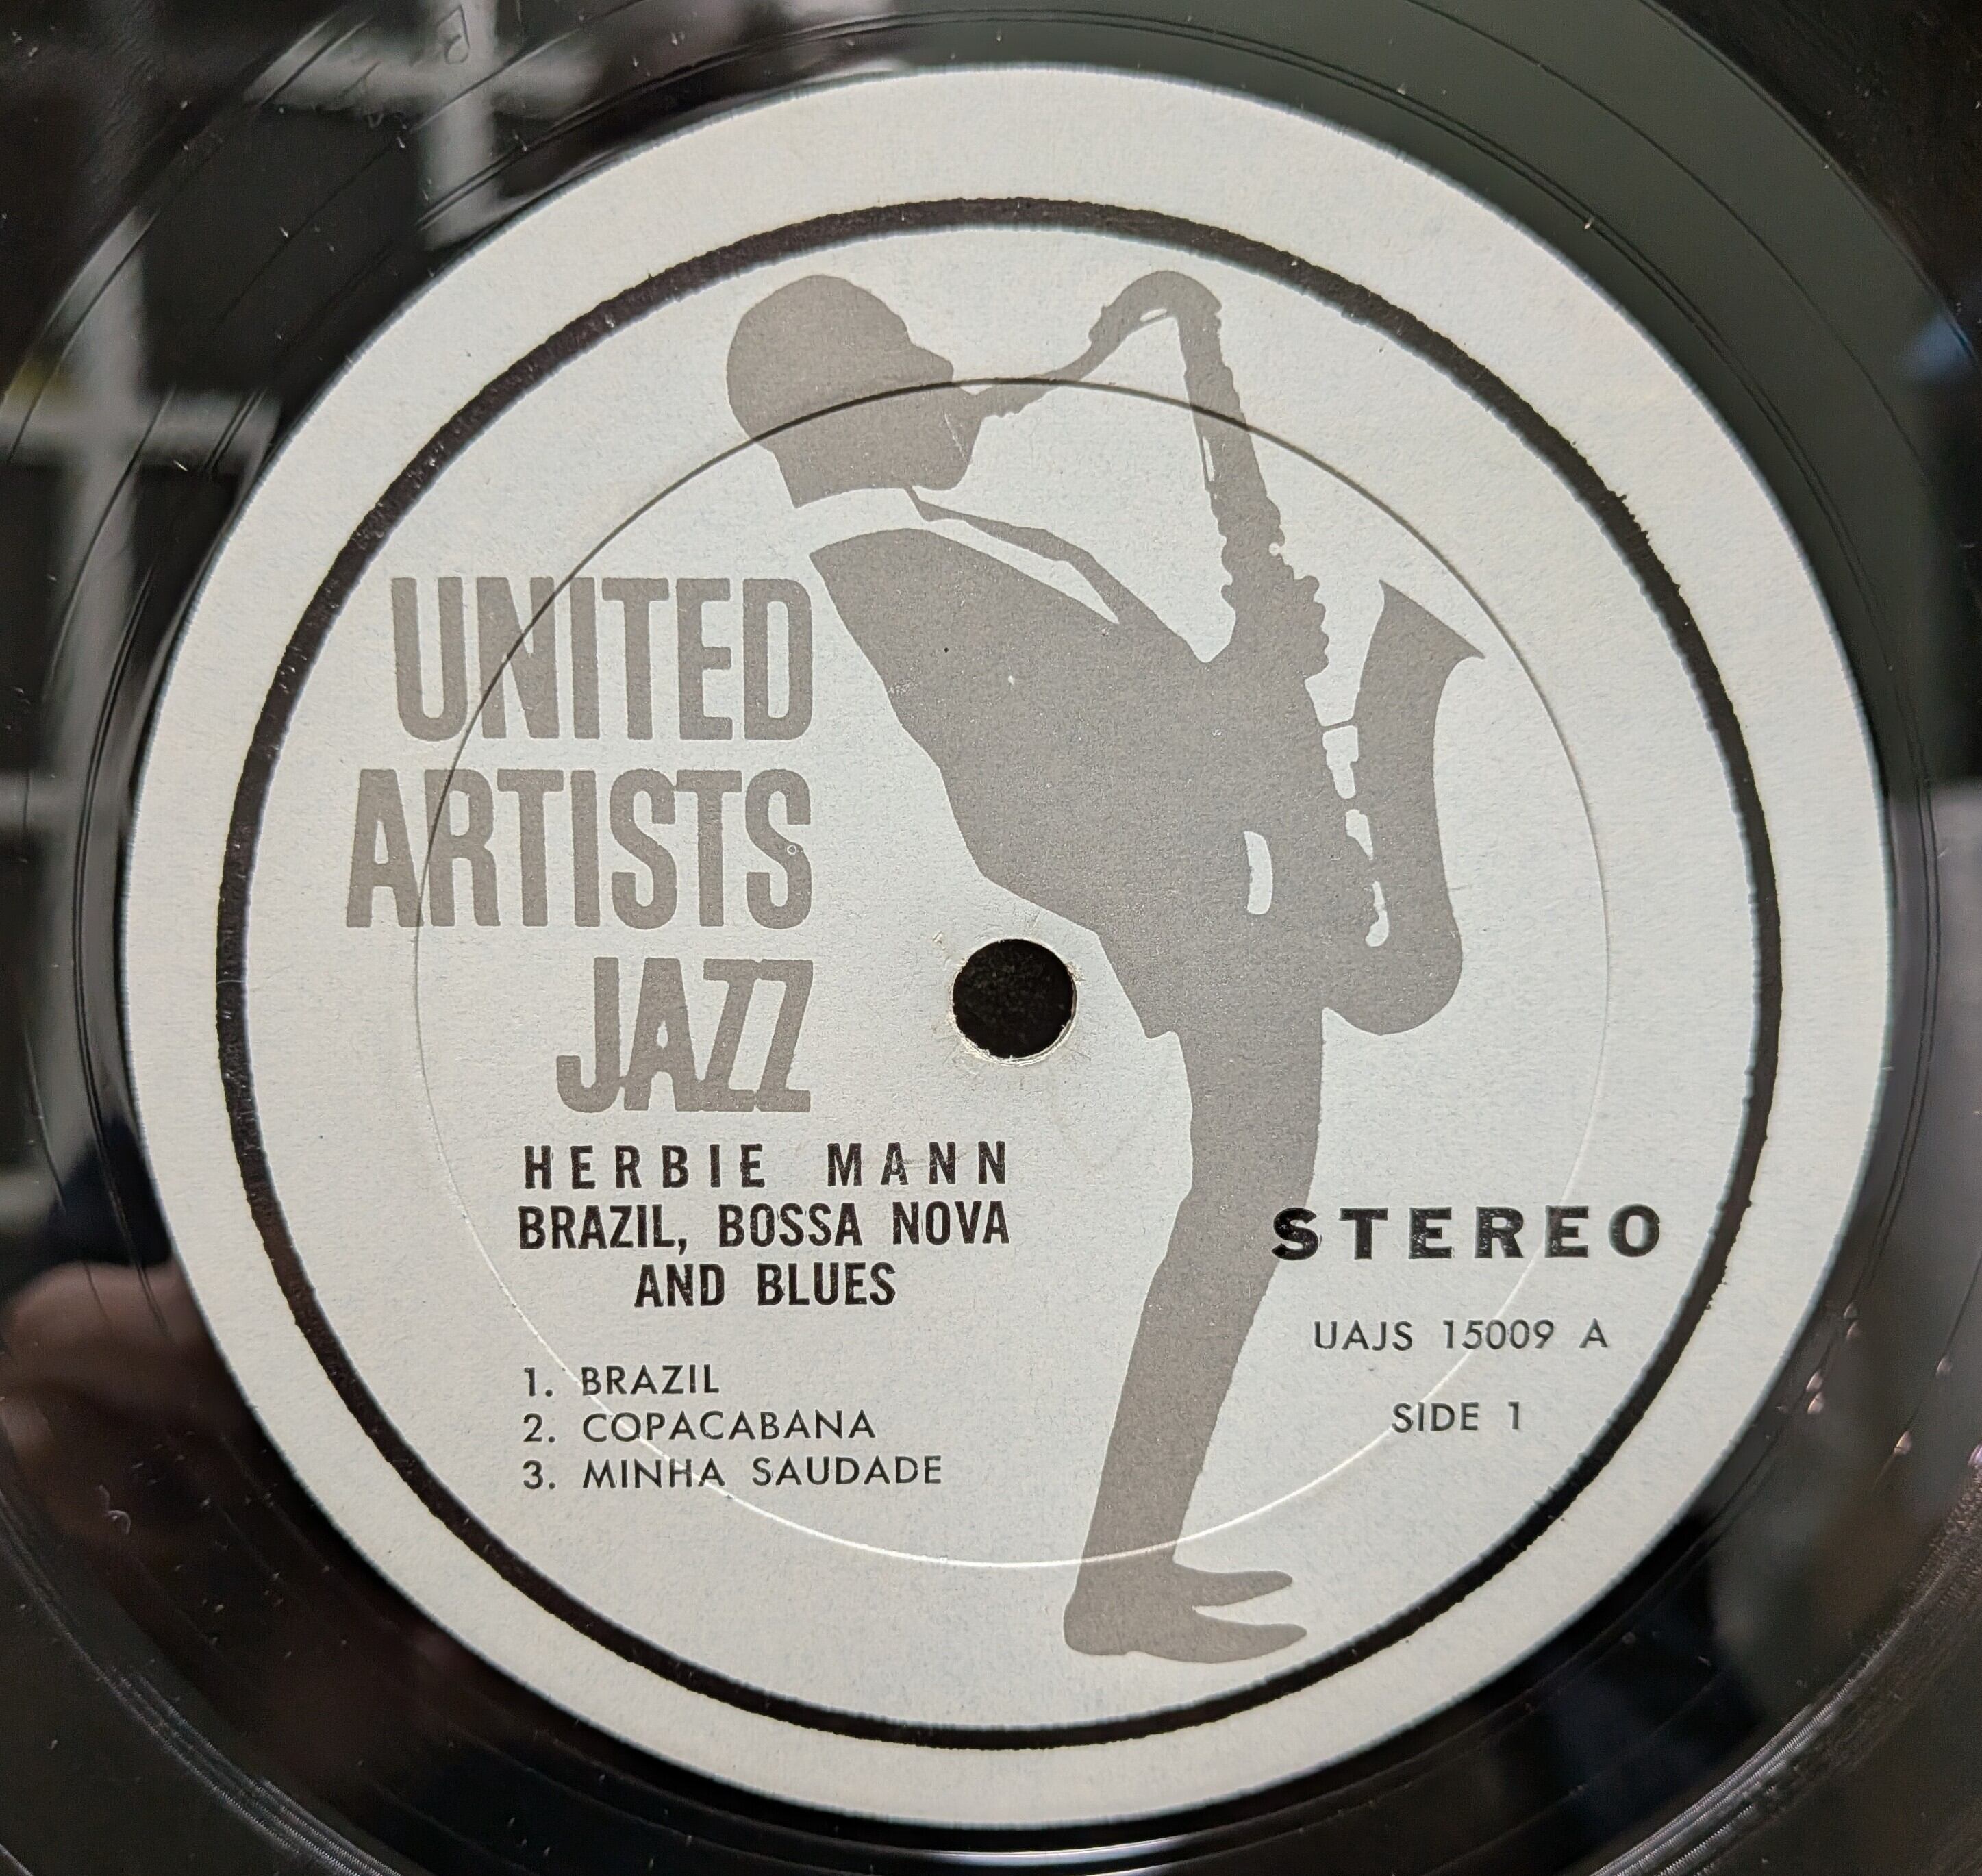 UNITED
ARTISTS
JAZZ
HERBIE MANN
BRAZIL, BOSSA NOVA
AND BLUES
1. BRAZIL
2. COPACABANA
3. MINHA SAUDADE
STEREO
UAJS 15009 A
SIDE 1